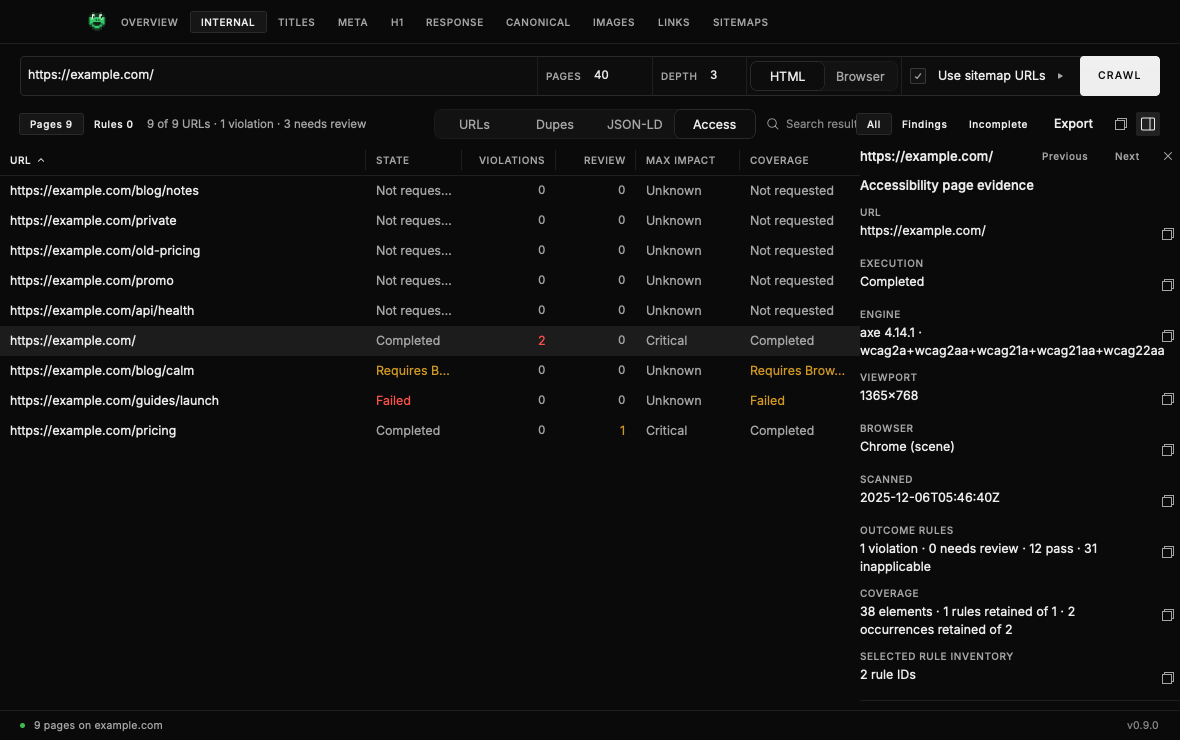 OVERVIEW INTERNAL TITLES META H1 RESPONSE CANONICAL IMAGES LINKS SITEMAPS
https://example.com/ PAGES 40 DEPTH 3 HTML Browser Use sitemap URLs CRAWL
Pages 9 Rules 0 9 of 9 URLs · 1 violation · 3 needs review URLs Dupes JSON-LD Access Search result All Findings Incomplete Export
URL STATE VIOLATIONS REVIEW MAX IMPACT COVERAGE
https://example.com/blog/notes Not reques... 0 0 Unknown Not requested
https://example.com/private Not reques... 0 0 Unknown Not requested
https://example.com/old-pricing Not reques... 0 0 Unknown Not requested
https://example.com/promo Not reques... 0 0 Unknown Not requested
https://example.com/api/health Not reques... 0 0 Unknown Not requested
https://example.com/ Completed 2 0 Critical Completed
https://example.com/blog/calm Requires B... 0 0 Unknown Requires Brow...
https://example.com/guides/launch Failed 0 0 Unknown Failed
https://example.com/pricing Completed 0 1 Critical Completed
https://example.com/ Previous Next
Accessibility page evidence
URL
https://example.com/
EXECUTION
Completed
ENGINE
axe 4.14.1 ·
wcag2a+wcag2aa+wcag21a+wcag21aa+wcag22aa
VIEWPORT
1365×768
BROWSER
Chrome (scene)
SCANNED
2025-12-06T05:46:40Z
OUTCOME RULES
1 violation · 0 needs review · 12 pass · 31
inapplicable
COVERAGE
38 elements · 1 rules retained of 1 · 2
occurrences retained of 2
SELECTED RULE INVENTORY
2 rule IDs
9 pages on example.com v0.9.0